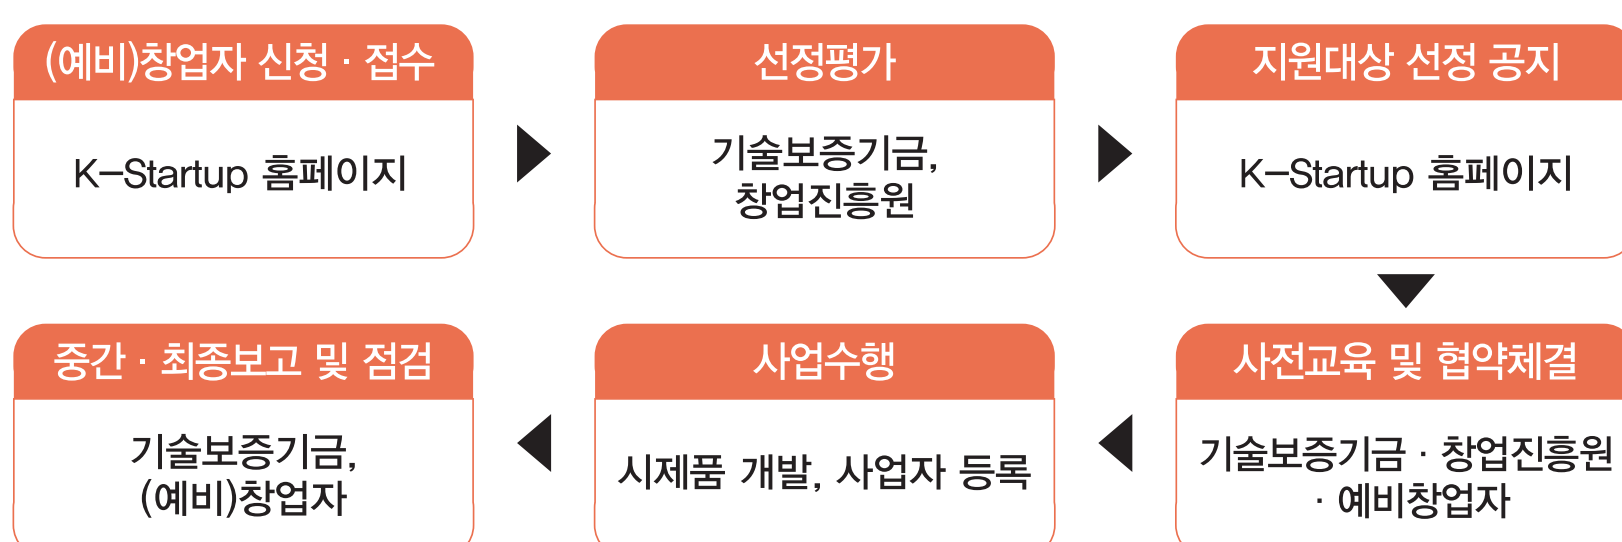 (예비)창업자 신청 · 접수
K–Startup 홈페이지
선정평가
기술보증기금,
창업진흥원
지원대상 선정 공지
K–Startup 홈페이지
사전교육 및 협약체결
기술보증기금 · 창업진흥원
· 예비창업자
사업수행
시제품 개발, 사업자 등록
중간 · 최종보고 및 점검
기술보증기금,
(예비)창업자